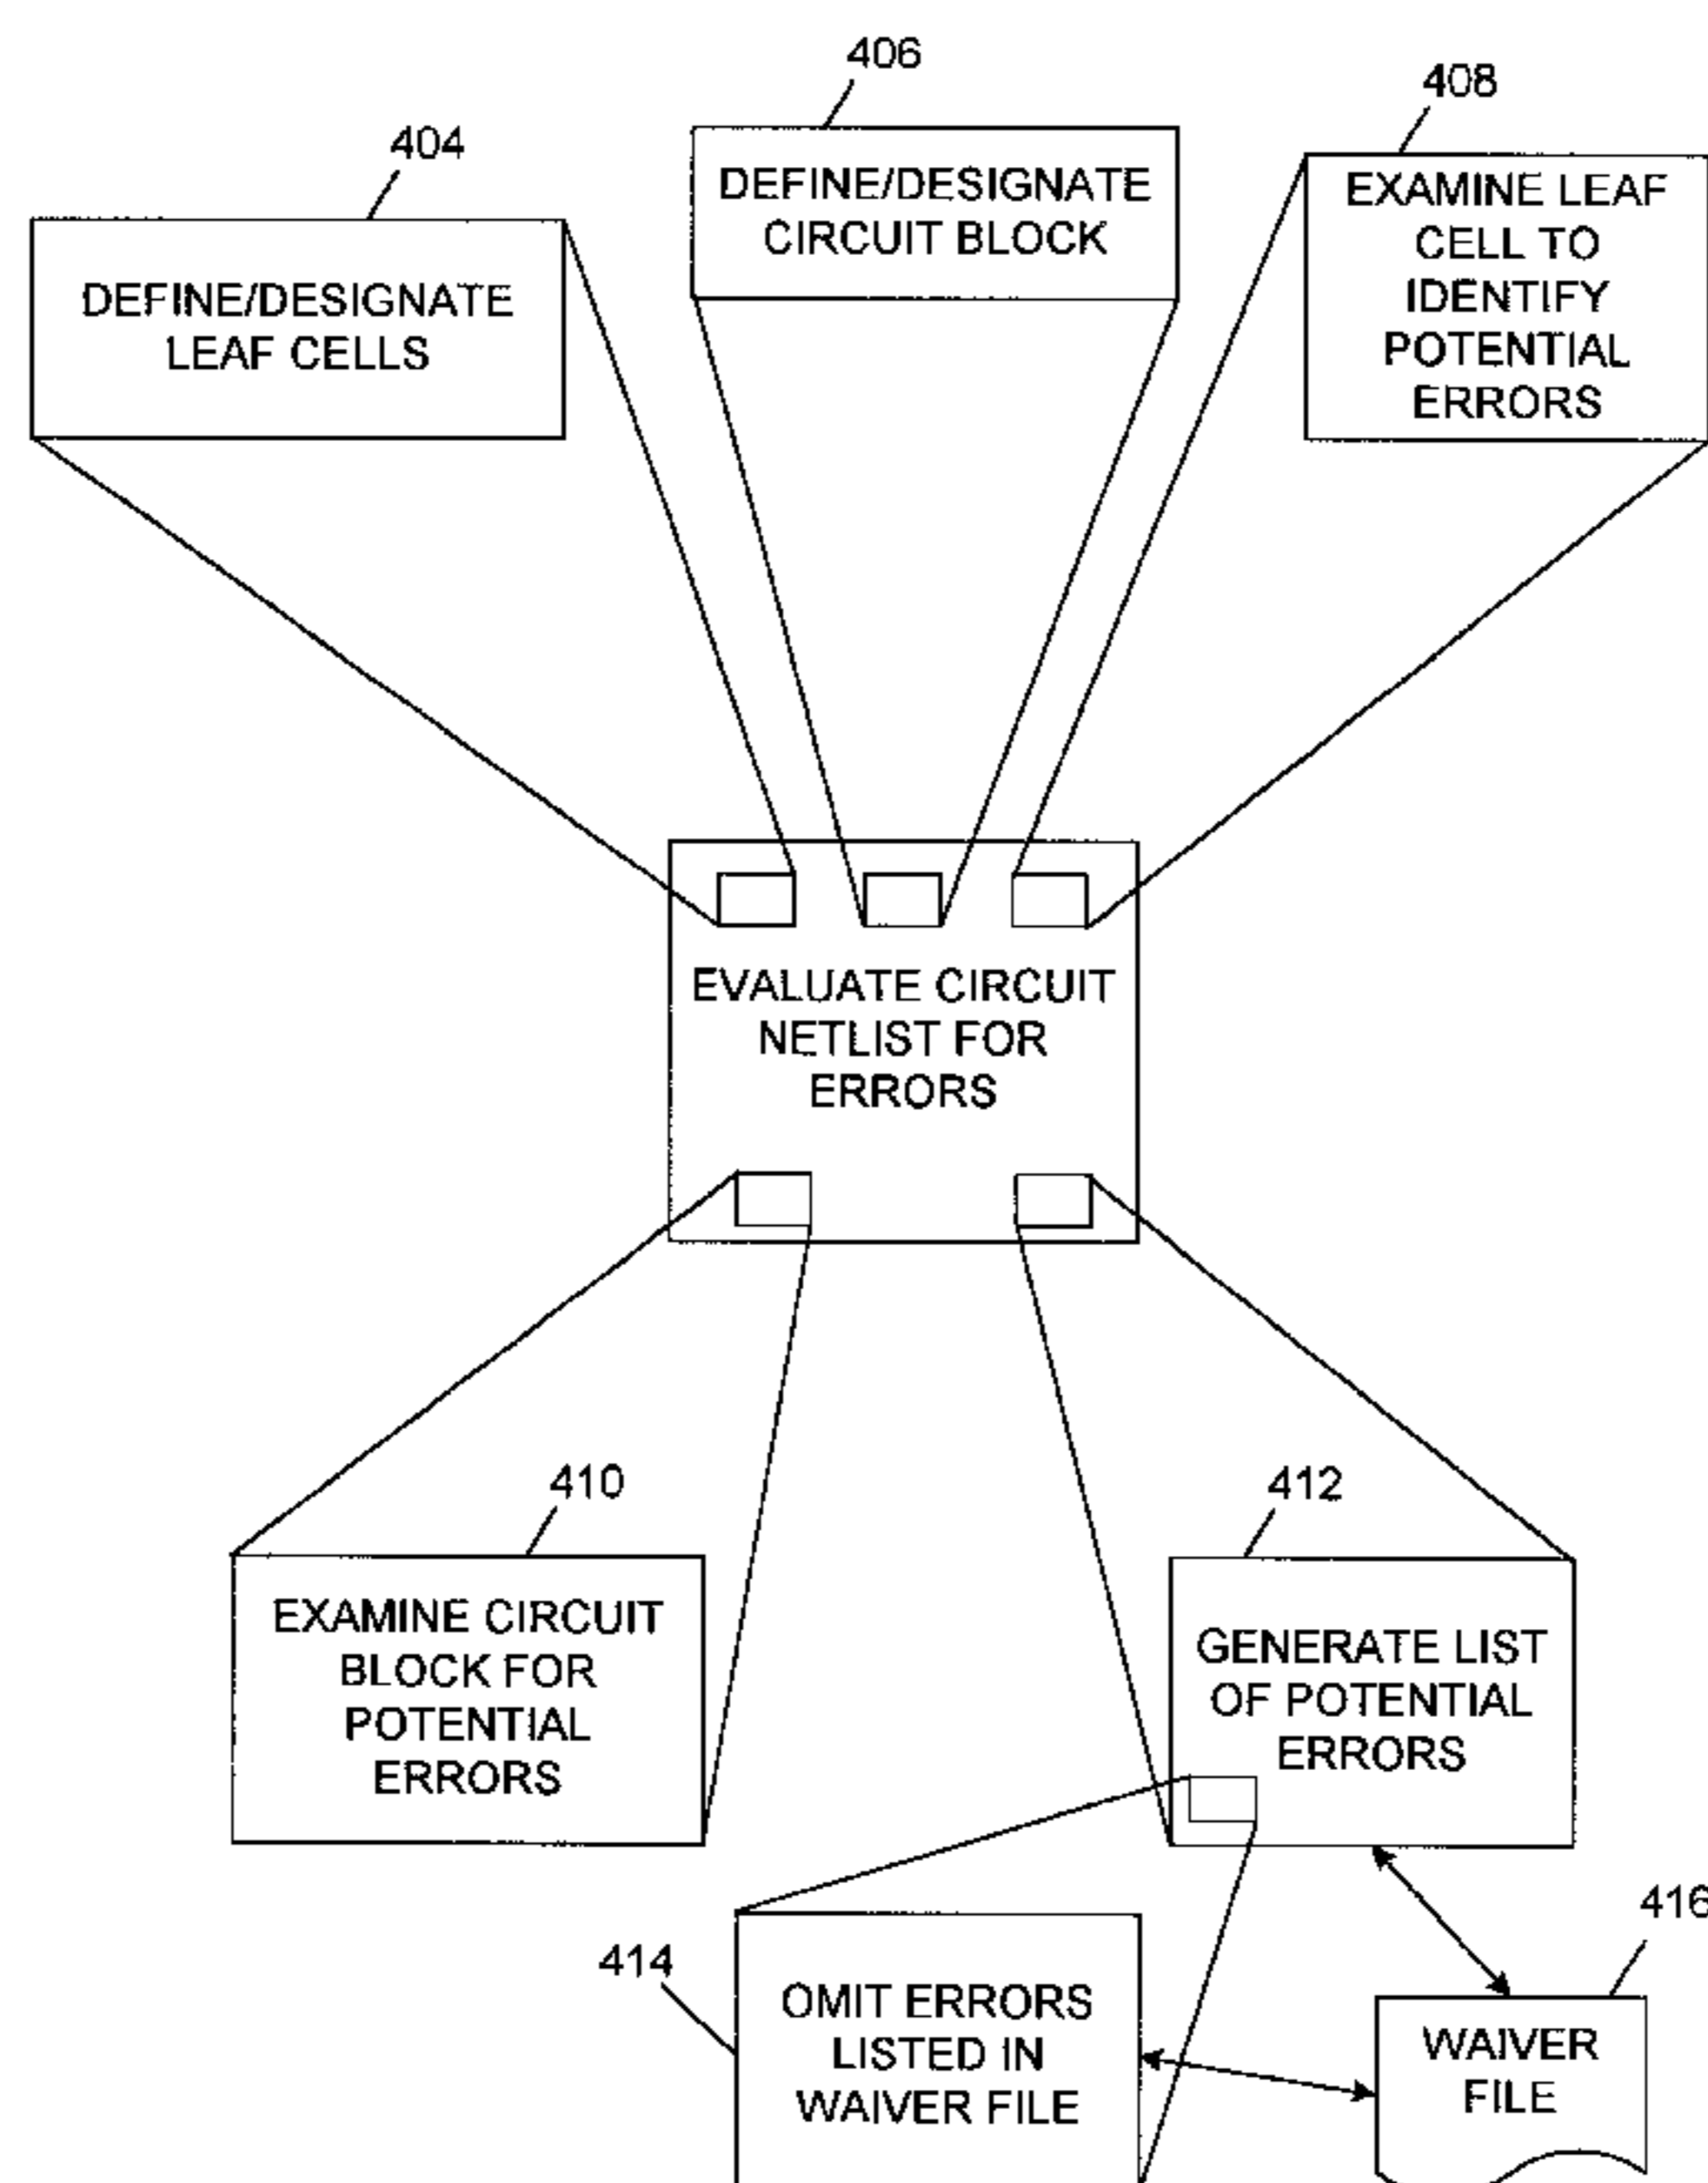 406
408
404
DEFINE/DESIGNATE
CIRCUIT BLOCK
EXAMINE LEAF
CELL TO
IDENTIFY
POTENTIAL
ERRORS
DEFINE/DESIGNATE
LEAF CELLS
EVALUATE CIRCUIT
NETLIST FOR
ERRORS
410
412
EXAMINE CIRCUIT
BLOCK FOR
POTENTIAL
ERRORS
GENERATE LIST
OF POTENTIAL
ERRORS
416
414
OMIT ERRORS
LISTED IN
WAIVER FILE
WAIVER
FILE